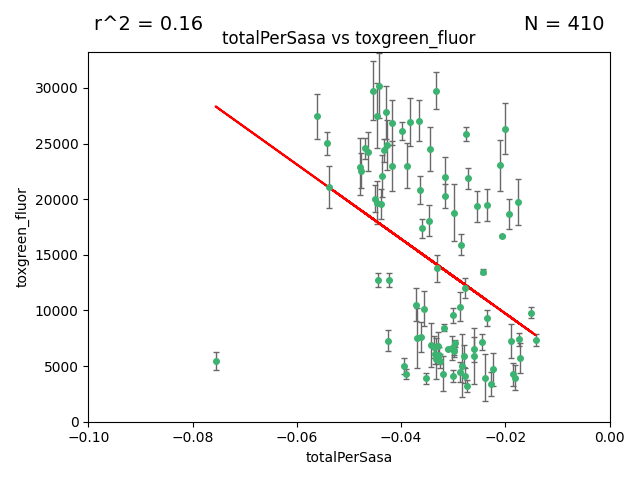 r^2 = 0.16
N = 410
totalPerSasa vs toxgreen_fluor
30000
25000
20000
15000
10000
5000
0
toxgreen_fluor
−0.10
−0.08
−0.06
−0.04
−0.02
0.00
totalPerSasa